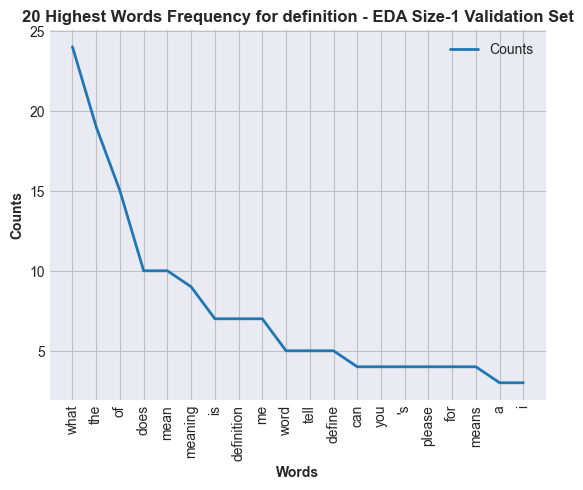 20 Highest Words Frequency for definition - EDA Size-1 Validation Set
Counts
25
20
15
10
5
Counts
what
the
of
does
mean
meaning
is
definition
me
word
tell
define
can
you
's
please
for
means
a
i
Words